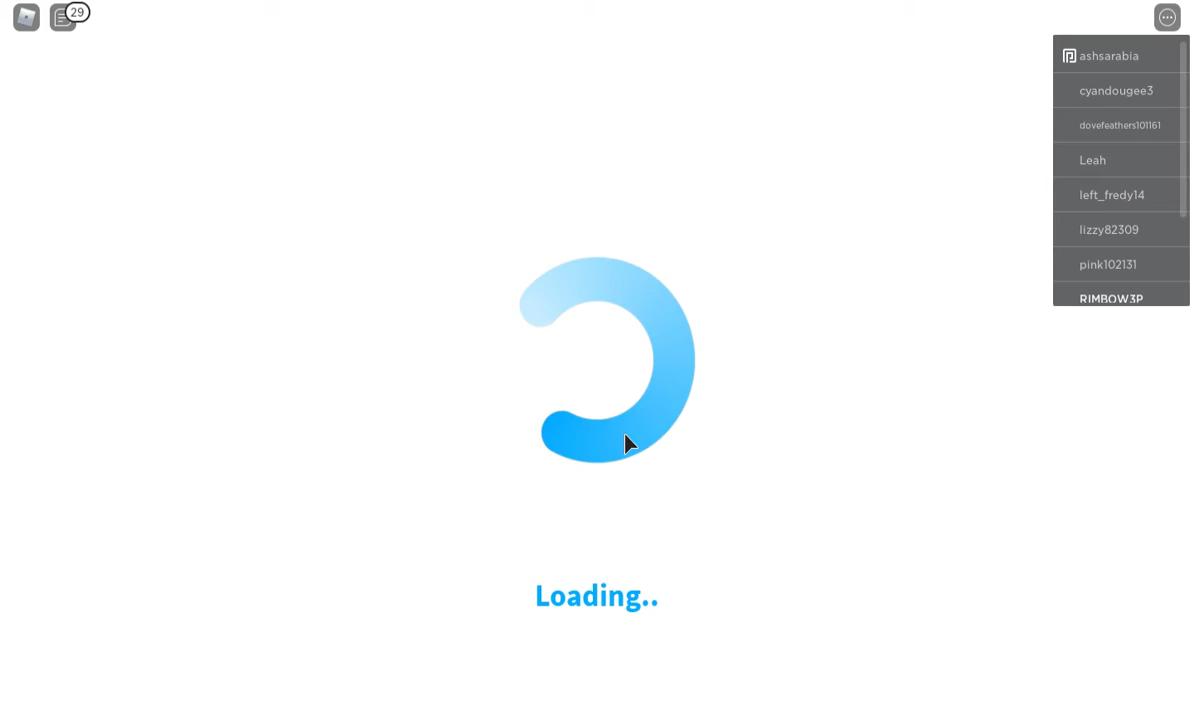 29
ashsarabia
cyandougee3
dovefeathers101161
Leah
left_fredy14
lizzy82309
pink102131
RIMBOW3P
Loading..